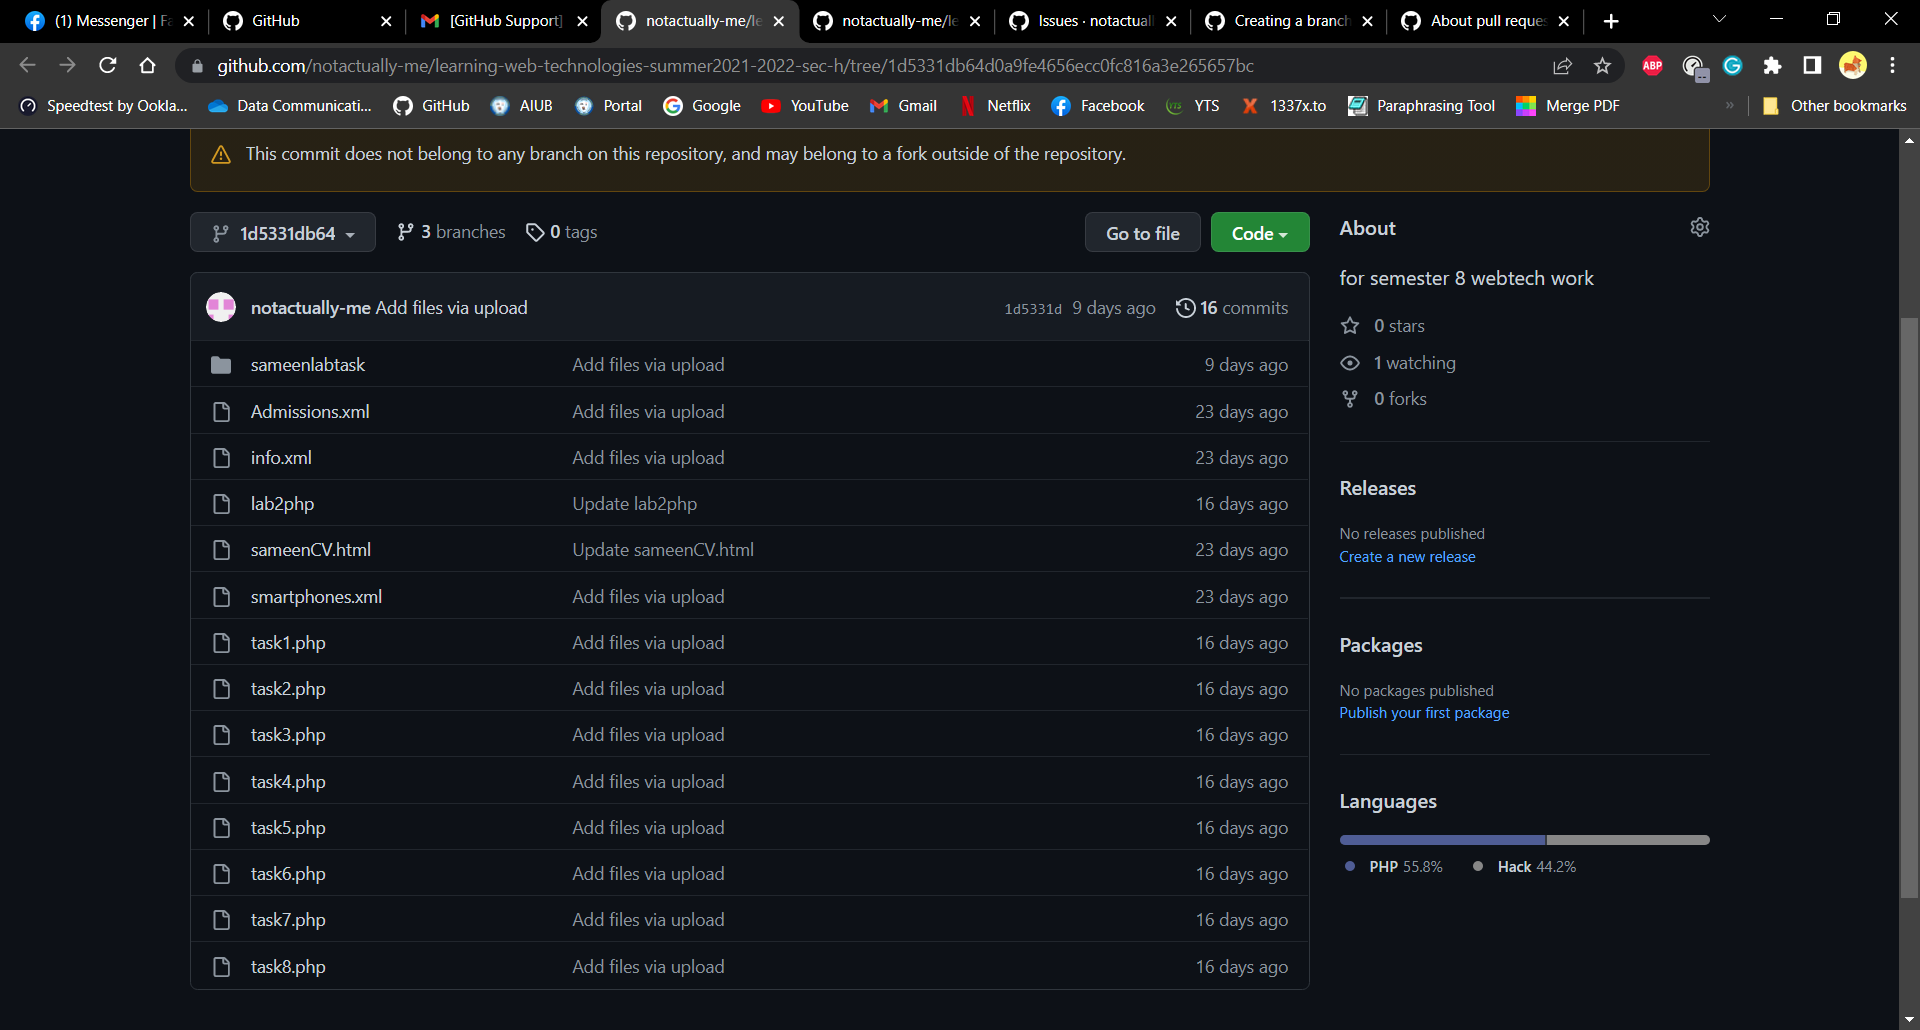 (1) Messenger | Fa
GitHub
[GitHub Support]
notactually-me/le
notactually-me/le
Issues · notactuall
Creating a branch
About pull reques
github.com/notactually-me/learning-web-technologies-summer2021-2022-sec-h/tree/1d5331db64d0a9fe4656ecc0fc816a3e265657bc
ABP
Speedtest by Ookla...
Data Communicati...
GitHub
AIUB
Portal
Google
YouTube
Gmail
Netflix
Facebook
YTS
1337x.to
Paraphrasing Tool
Merge PDF
»
Other bookmarks
This commit does not belong to any branch on this repository, and may belong to a fork outside of the repository.
1d5331db64
3 branches
0 tags
Go to file
Code
notactually-me Add files via upload
1d5331d 9 days ago
16 commits
sameenlabtask Add files via upload 9 days ago
Admissions.xml Add files via upload 23 days ago
info.xml Add files via upload 23 days ago
lab2php Update lab2php 16 days ago
sameenCV.html Update sameenCV.html 23 days ago
smartphones.xml Add files via upload 23 days ago
task1.php Add files via upload 16 days ago
task2.php Add files via upload 16 days ago
task3.php Add files via upload 16 days ago
task4.php Add files via upload 16 days ago
task5.php Add files via upload 16 days ago
task6.php Add files via upload 16 days ago
task7.php Add files via upload 16 days ago
task8.php Add files via upload 16 days ago
About
for semester 8 webtech work
0 stars
1 watching
0 forks
Releases
No releases published
Create a new release
Packages
No packages published
Publish your first package
Languages
PHP 55.8%
Hack 44.2%